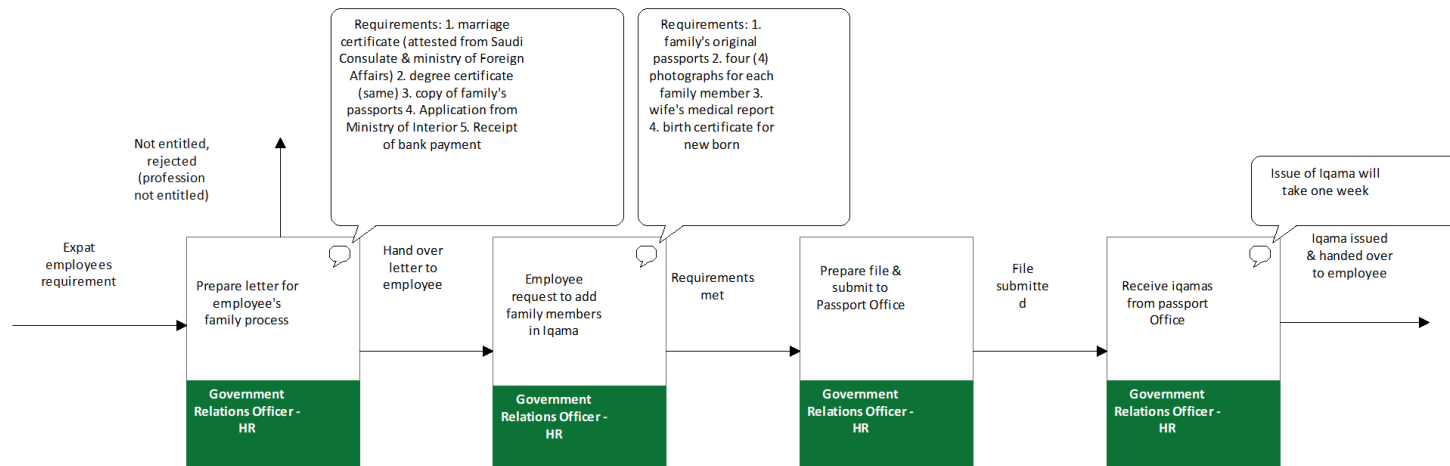 Requirements: 1. marriage
certificate (attested from Saudi
Consulate & ministry of Foreign
Affairs) 2. degree certificate
(same) 3. copy of family's
passports 4. Application from
Ministry of Interior 5. Receipt
of bank payment
Requirements: 1.
family's original
passports 2. four (4)
photographs for each
family member 3.
wife's medical report
4. birth certificate for
new born
Not entitled,
rejected
(profession
not entitled)
Issue of Iqama will
take one week
Expat
employees
requirement
Prepare letter for
employee's
family process
Government
Relations Officer -
HR
Hand over
letter to
employee
Employee
request to add
family members
in Iqama
Government
Relations Officer -
HR
Requirements
met
Prepare file &
submit to
Passport Office
Government
Relations Officer -
HR
File
submitte
d
Receive iqamas
from passport
Office
Government
Relations Officer -
HR
Iqama issued
& handed over
to employee